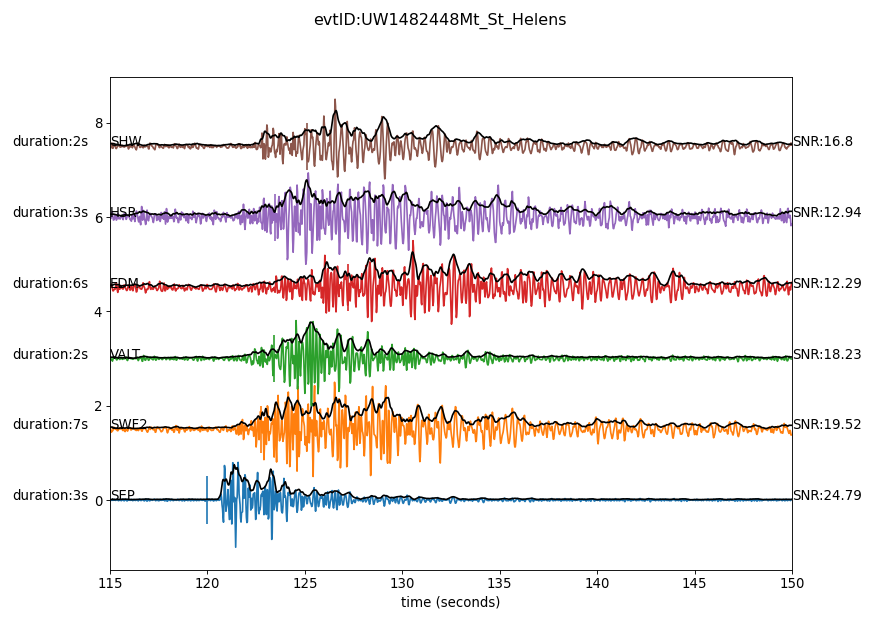 evtID:UW1482448Mt_St_Helens
8
duration:2s SHW SNR:16.8
duration:3s HSR SNR:12.94
6
duration:6s EDM SNR:12.29
4
duration:2s VALT SNR:18.23
2
duration:7s SWF2 SNR:19.52
duration:3s SEP SNR:24.79
0
115 120 125 130 135 140 145 150
time (seconds)